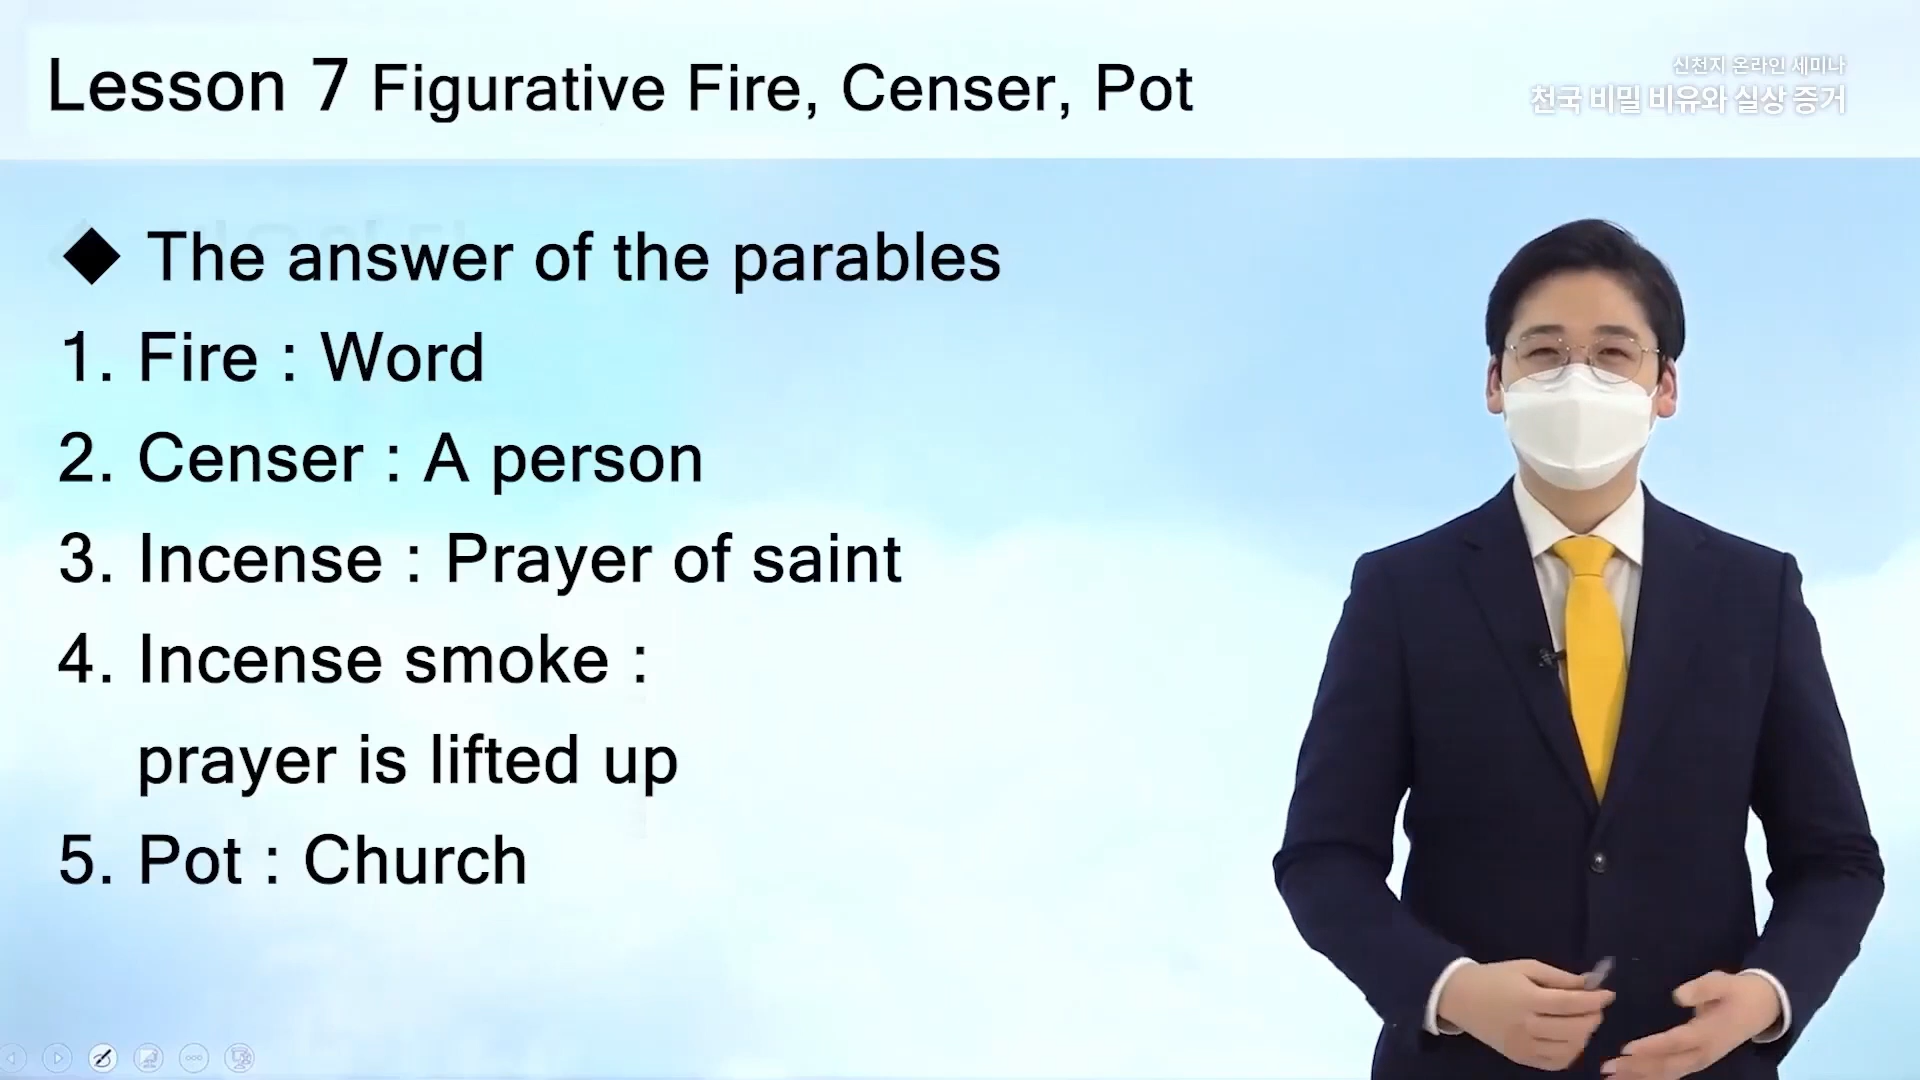 Lesson 7 Figurative Fire, Censer, Pot
신천지 온라인 세미나
천국 비밀 비유와 실상 증거
◆ The answer of the parables
1. Fire : Word
2. Censer : A person
3. Incense : Prayer of saint
4. Incense smoke :
prayer is lifted up
5. Pot : Church